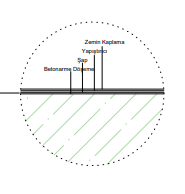 Zemin Kaplama
Yapıştırıcı
Şap
Betonarme Döşeme